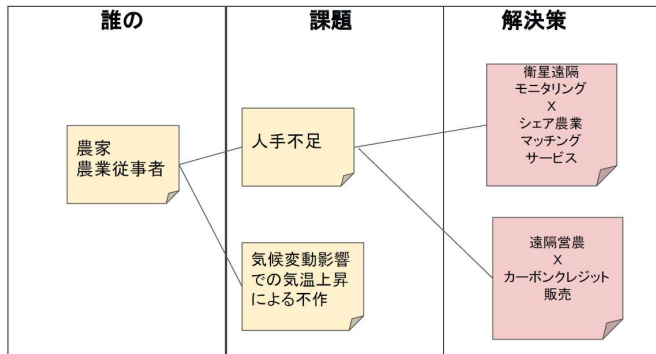 誰の
課題
解決策
農家
農業従事者
人手不足
気候変動影響
での気温上昇
による不作
衛星遠隔
モニタリング
X
シェア農業
マッチング
サービス
遠隔営農
X
カーボンクレジット
販売